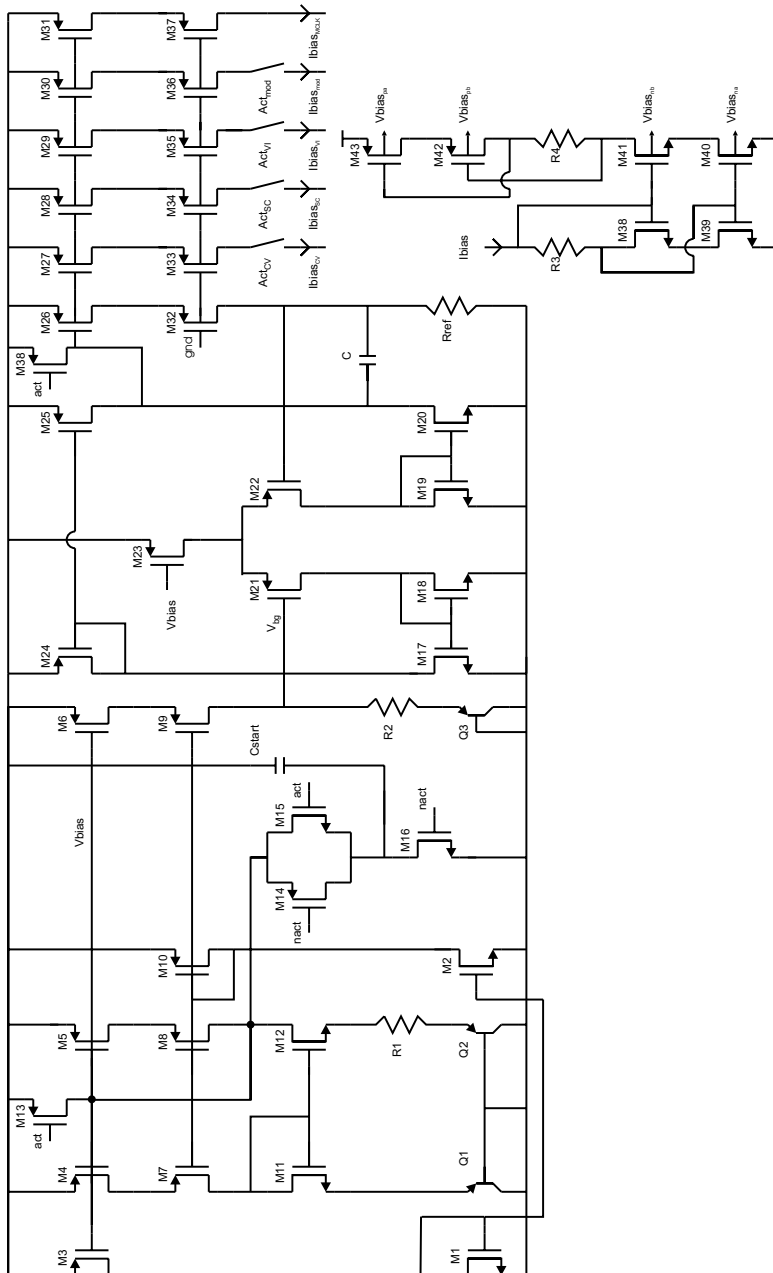 M31
M37
Ibias_MCLK
M30
M36
Act_mod
Ibias_mod
M29
M35
Act_VI
Ibias_VI
M28
M34
Act_SC
Ibias_SC
M27
M33
Act_CV
Ibias_CV
M26
M32
gnd
Rref
M38
act
C
M25
M20
M22
M19
M23
Vbias
M21
V_bg
M18
M24
M17
M6
M9
R2
Q3
Vbias
Cstart
M15
act
M14
nact
M16
nact
M10
M2
M5
M8
M12
R1
Q2
M13
act
M4
M7
M11
Q1
M3
M1
M43
Vbias_pa
M42
Vbias_pb
R4
M41
Vbias_nb
M40
Vbias_na
Ibias
R3
M38
M39